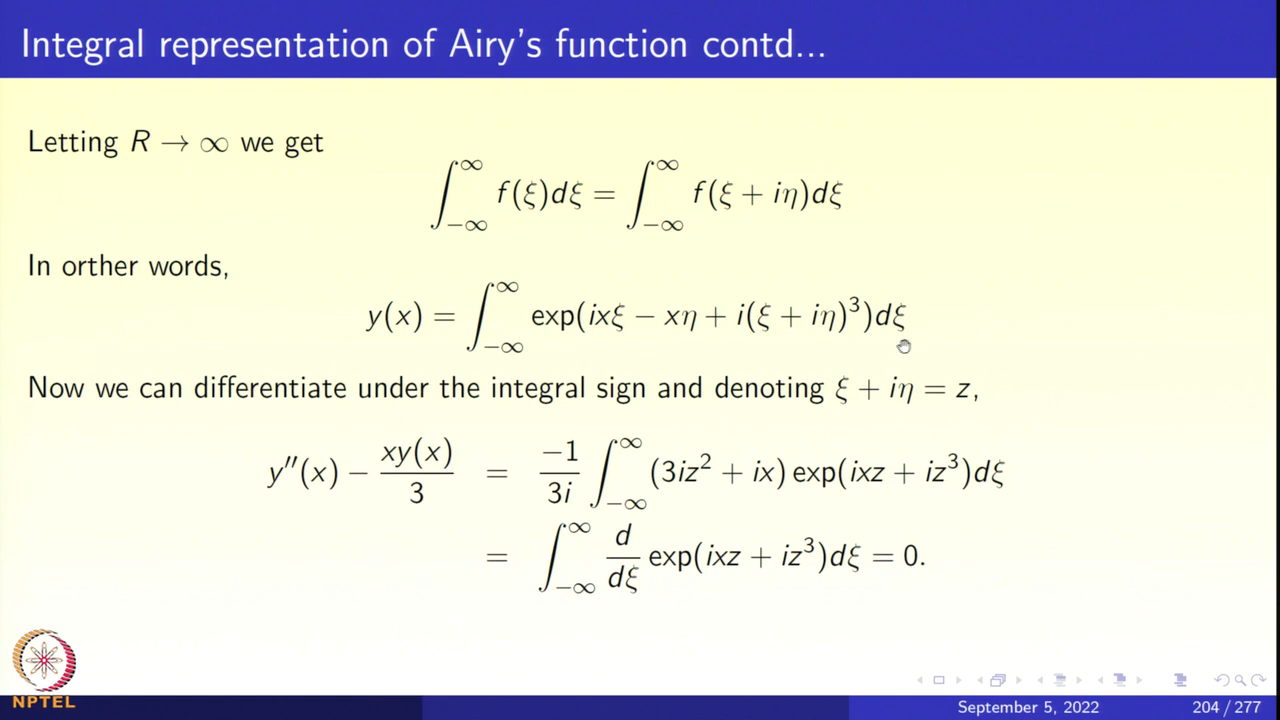 Integral representation of Airy's function contd...
Letting R → ∞ we get
∫_{-∞}^{∞} f(ξ)dξ = ∫_{-∞}^{∞} f(ξ + iη)dξ
In orther words,
y(x) = ∫_{-∞}^{∞} exp(ixξ − xη + i(ξ + iη)³)dξ
Now we can differentiate under the integral sign and denoting ξ + iη = z,
y''(x) − xy(x)/3 = −1/3i ∫_{-∞}^{∞} (3iz² + ix) exp(ixz + iz³)dξ
= ∫_{-∞}^{∞} d/dξ exp(ixz + iz³)dξ = 0.
NPTEL
September 5, 2022 204 / 277